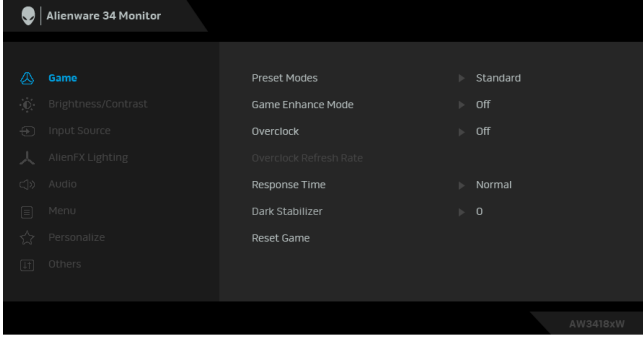 Alienware 34 Monitor
Game
Preset Modes Standard
Brightness/Contrast
Game Enhance Mode Off
Input Source
Overclock Off
AlienFX Lighting
Overclock Refresh Rate
Audio
Response Time Normal
Menu
Dark Stabilizer 0
Personalize
Reset Game
Others
AW3418xW